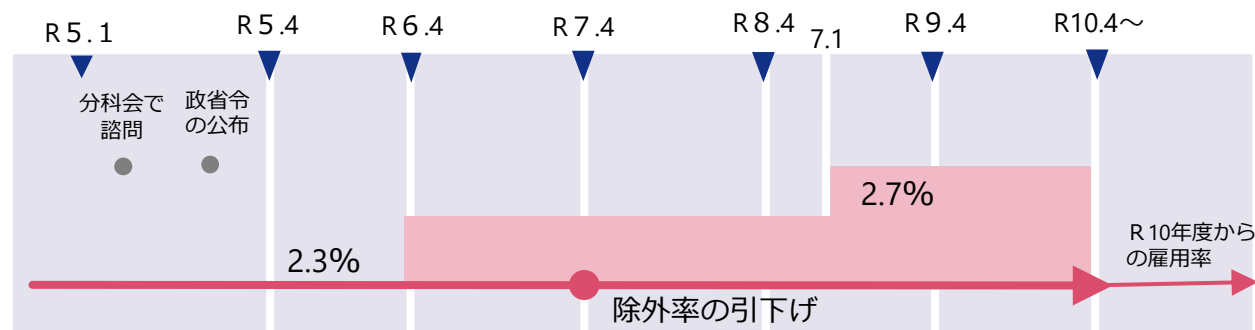 R５.１
R５.4
R６.4
R７.4
R８.4
7.1
R９.4
R10.4～
分科会で
諮問
政省令
の公布
2.3%
2.7%
R10年度から
の雇用率
除外率の引下げ